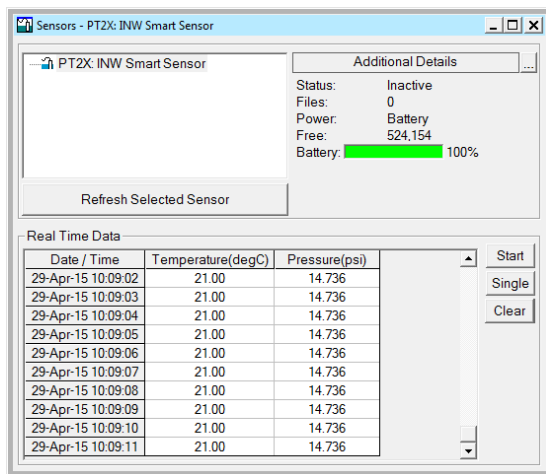 Sensors - PT2X: INW Smart Sensor
PT2X: INW Smart Sensor
Additional Details
...
Status: Inactive
Files: 0
Power: Battery
Free: 524,154
Battery: 100%
Refresh Selected Sensor
Real Time Data
Date / Time Temperature(degC) Pressure(psi)
29-Apr-15 10:09:02 21.00 14.736
29-Apr-15 10:09:03 21.00 14.736
29-Apr-15 10:09:04 21.00 14.736
29-Apr-15 10:09:05 21.00 14.736
29-Apr-15 10:09:06 21.00 14.736
29-Apr-15 10:09:07 21.00 14.736
29-Apr-15 10:09:08 21.00 14.736
29-Apr-15 10:09:09 21.00 14.736
29-Apr-15 10:09:10 21.00 14.736
29-Apr-15 10:09:11 21.00 14.736
Start
Single
Clear